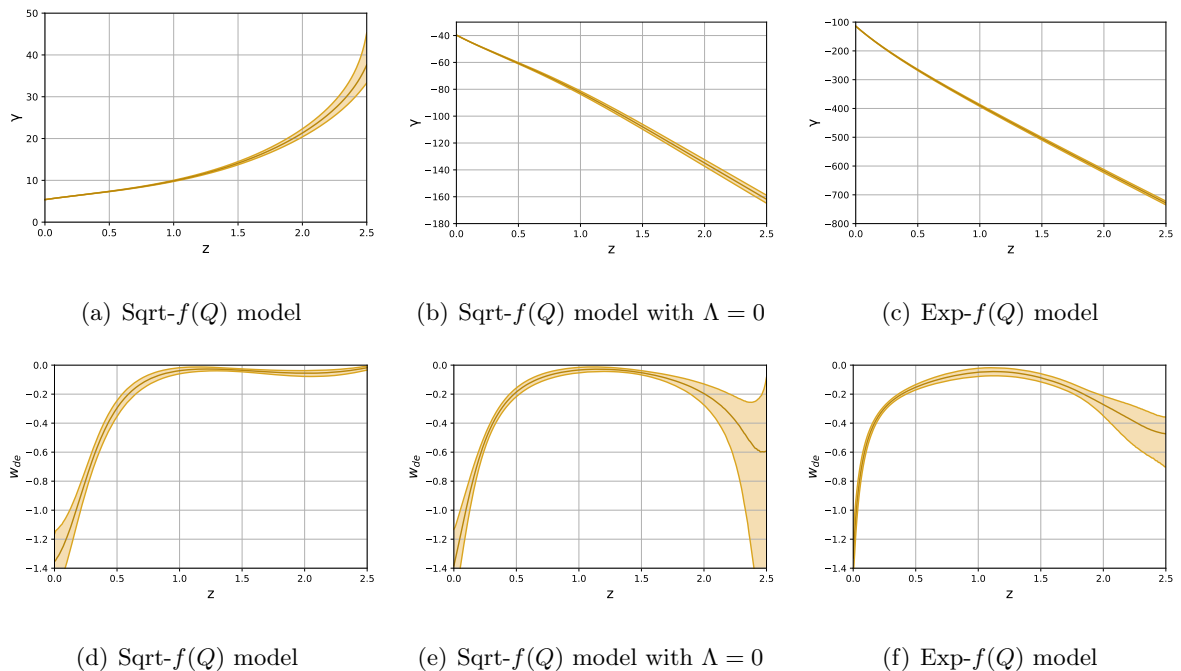 50
40
30
20
10
0
γ
0.0 0.5 1.0 1.5 2.0 2.5
z
−40
−60
−80
−100
−120
−140
−160
−180
γ
0.0 0.5 1.0 1.5 2.0 2.5
z
−100
−200
−300
−400
−500
−600
−700
−800
γ
0.0 0.5 1.0 1.5 2.0 2.5
z
(a) Sqrt-f(Q) model
(b) Sqrt-f(Q) model with Λ = 0
(c) Exp-f(Q) model
0.0
−0.2
−0.4
−0.6
−0.8
−1.0
−1.2
−1.4
w_de
0.0 0.5 1.0 1.5 2.0 2.5
z
0.0
−0.2
−0.4
−0.6
−0.8
−1.0
−1.2
−1.4
w_de
0.0 0.5 1.0 1.5 2.0 2.5
z
0.0
−0.2
−0.4
−0.6
−0.8
−1.0
−1.2
−1.4
w_de
0.0 0.5 1.0 1.5 2.0 2.5
z
(d) Sqrt-f(Q) model
(e) Sqrt-f(Q) model with Λ = 0
(f) Exp-f(Q) model